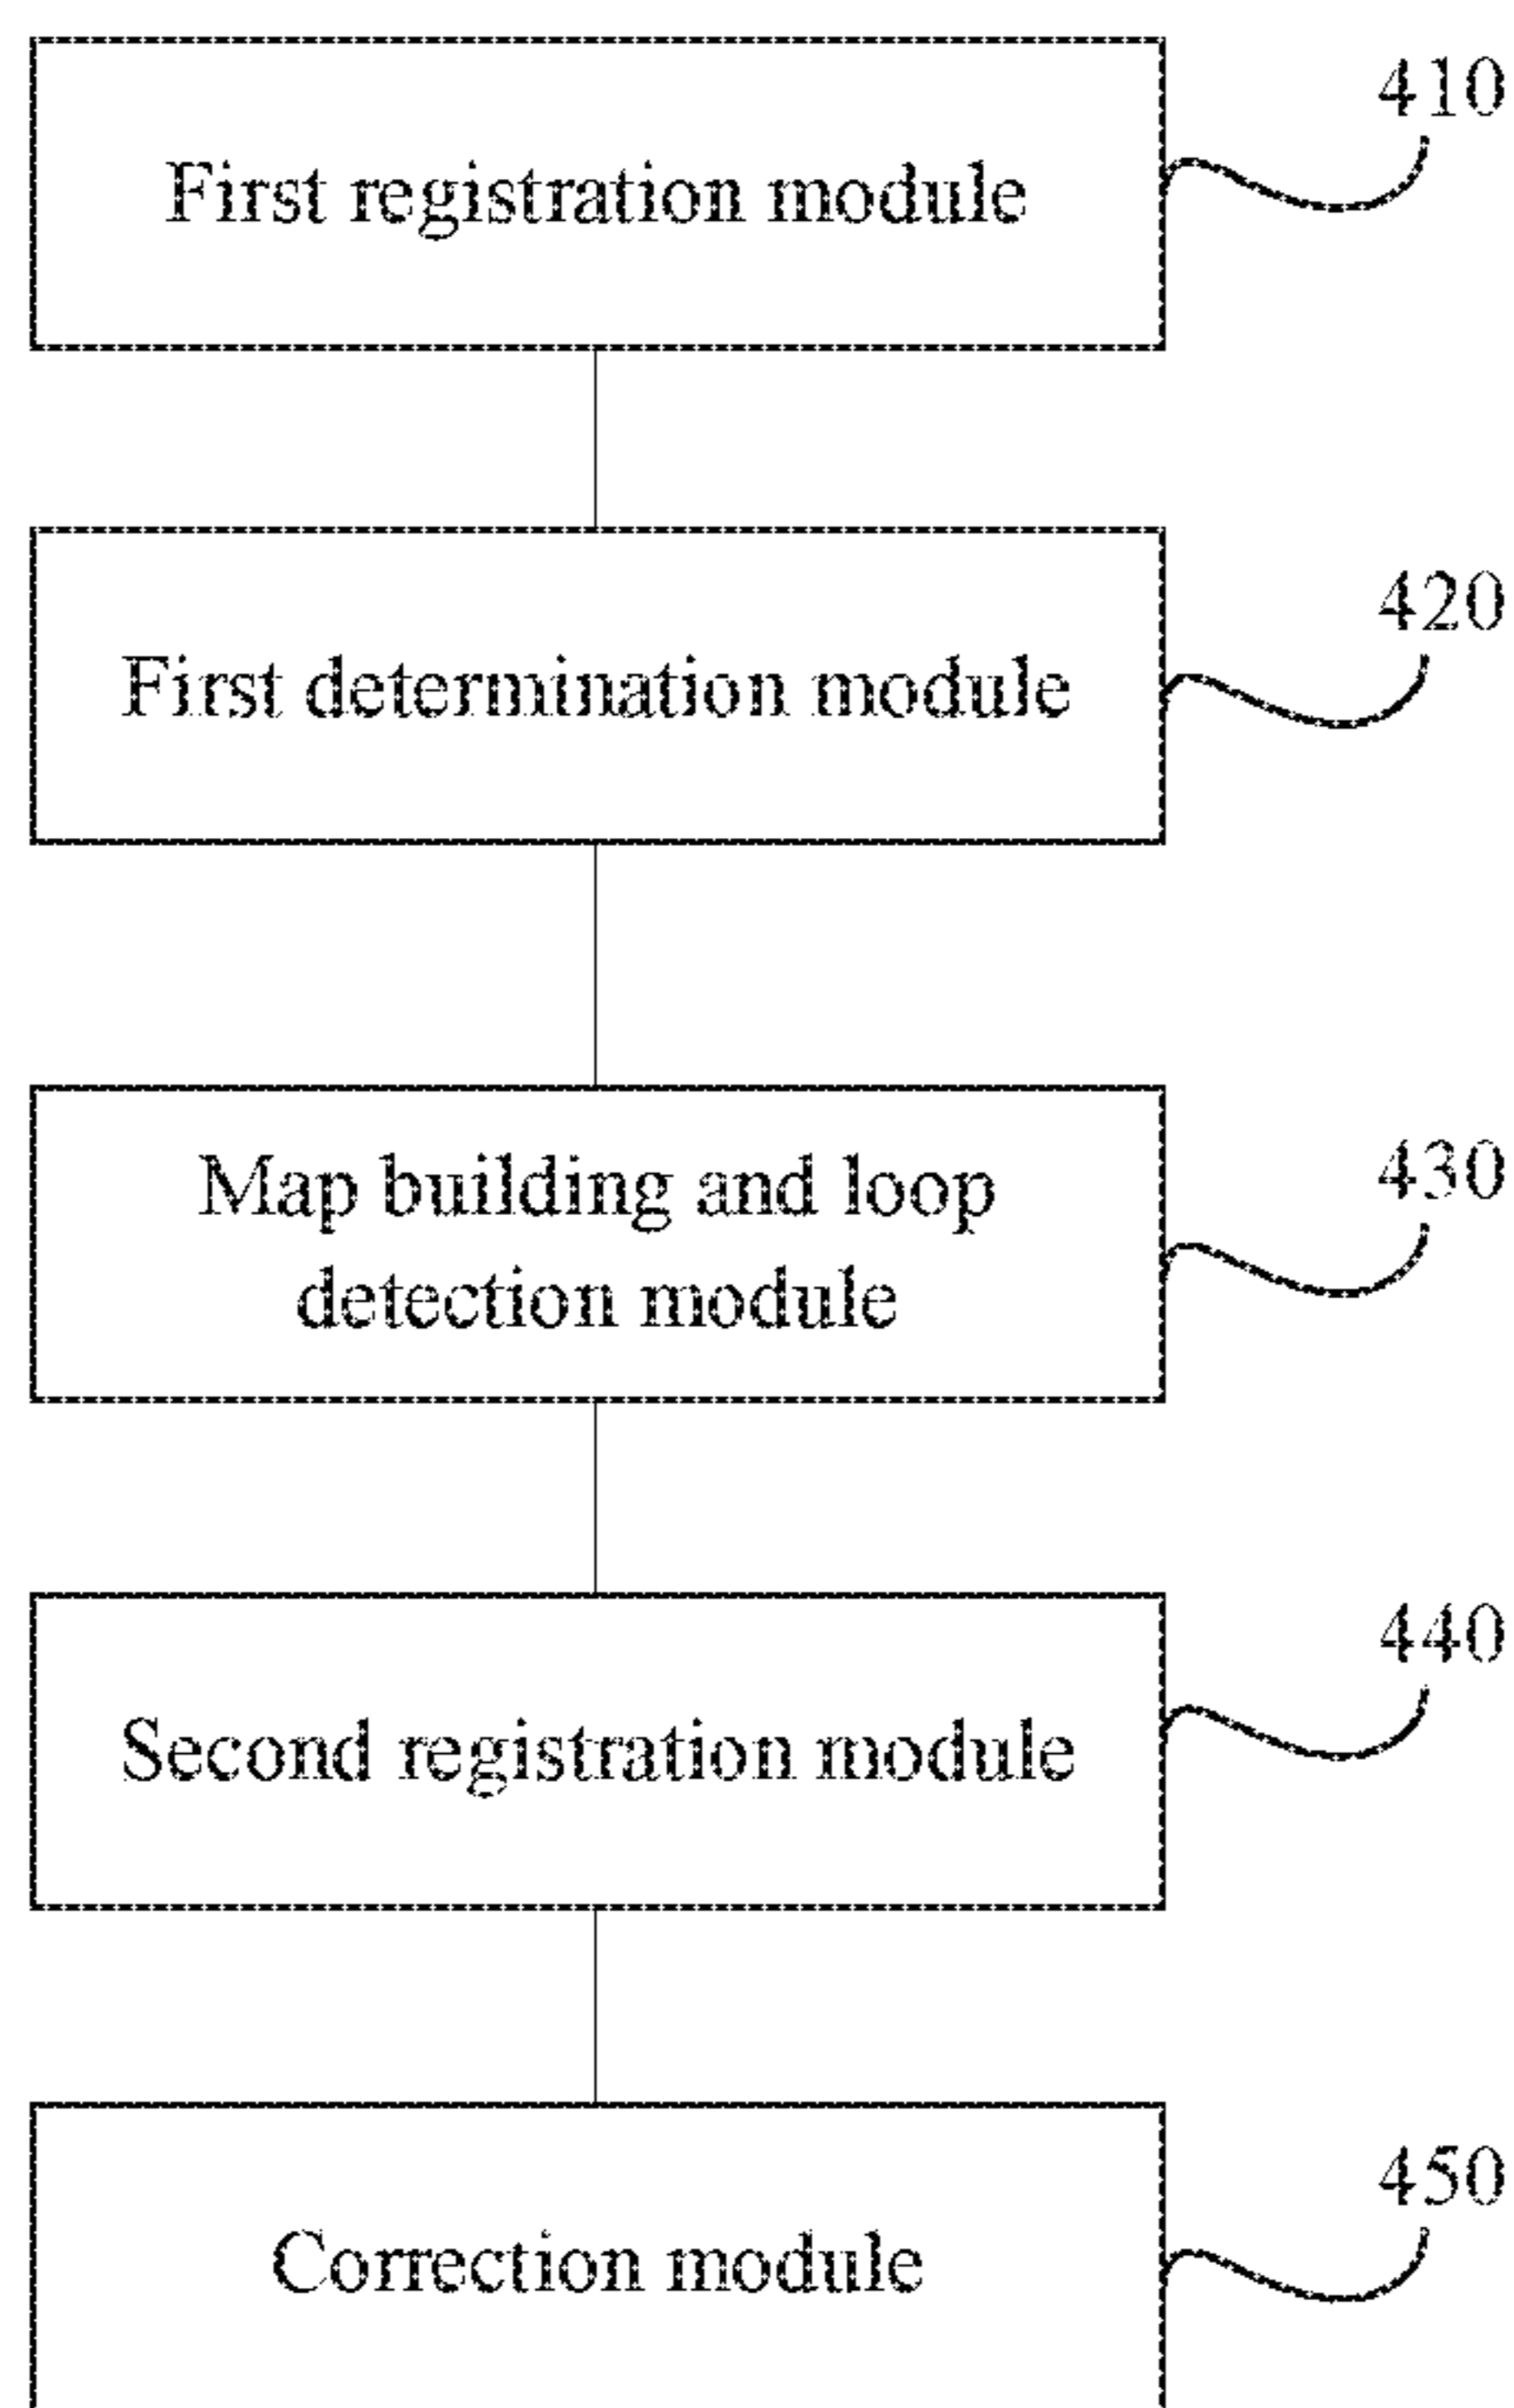 410
First registration module
420
First determination module
430
Map building and loop
detection module
440
Second registration module
450
Correction module